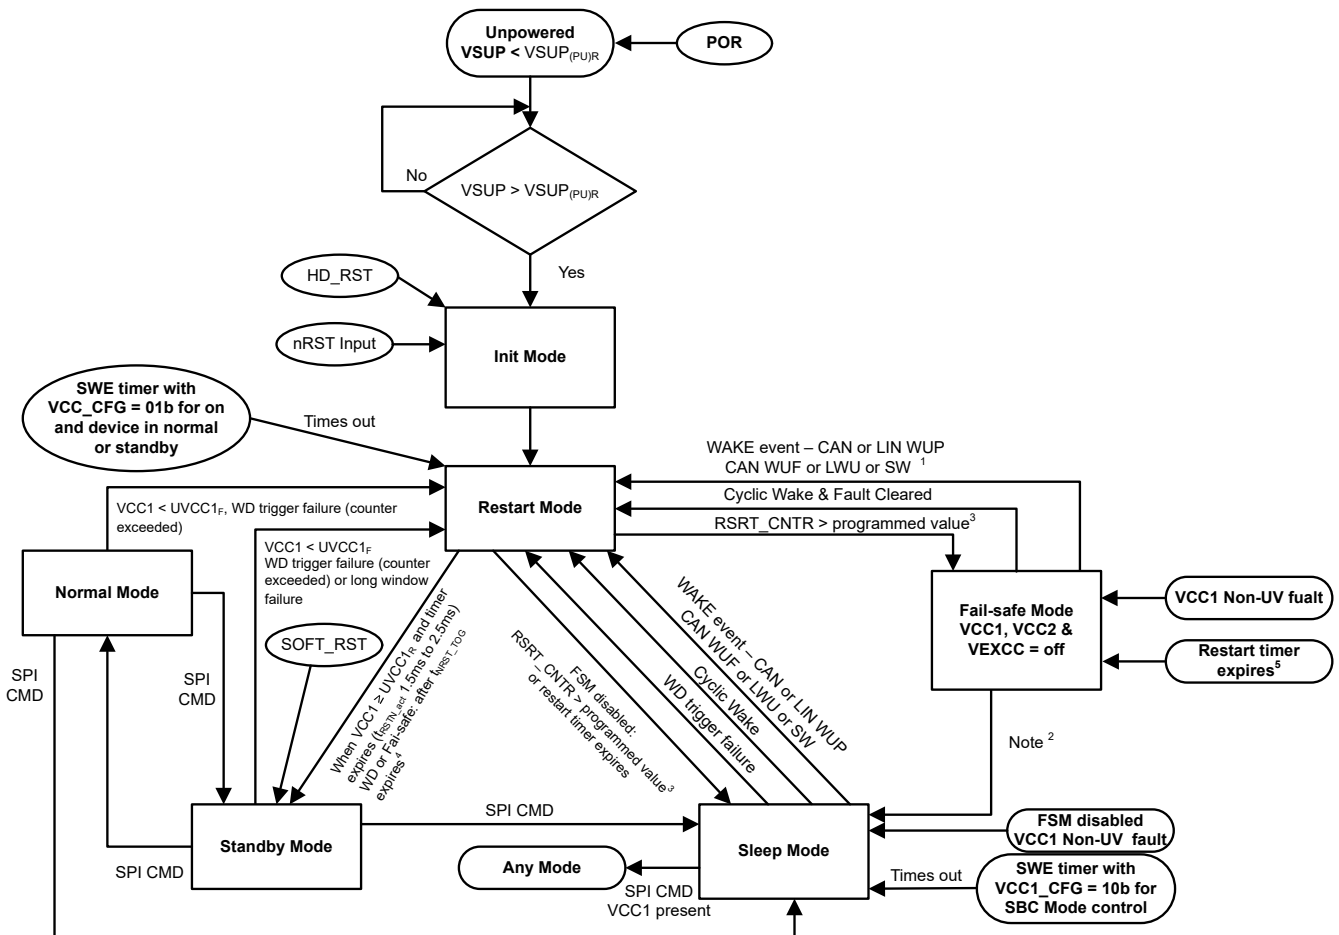 Unpowered
VSUP < VSUP(PU)R
POR
No
VSUP > VSUP(PU)R
Yes
HD_RST
nRST Input
Init Mode
SWE timer with
VCC_CFG = 01b for on
and device in normal
or standby
Times out
WAKE event – CAN or LIN WUP
CAN WUF or LWU or SW 1
Cyclic Wake & Fault Cleared
RSRT_CNTR > programmed value3
Restart Mode
VCC1 < UVCC1F, WD trigger failure (counter
exceeded)
VCC1 < UVCC1F
WD trigger failure (counter
exceeded) or long window
failure
Normal Mode
SOFT_RST
When VCC1 ≥ UVCC1R and timer
expires (tRSTN_act 1.5ms to 2.5ms)
WD or Fai-safe: after tNRST_TOG
expires4
FSM disabled:
RSRT_CNTR > programmed value3
or restart timer expires
WD trigger failure
Cyclic Wake
WAKE event – CAN or LIN WUP
CAN WUF or LWU or SW
Fail-safe Mode
VCC1, VCC2 &
VEXCC = off
VCC1 Non-UV fualt
Restart timer
expires5
SPI
CMD
SPI
CMD
Note 2
SPI CMD
Standby Mode
SPI CMD
Sleep Mode
FSM disabled
VCC1 Non-UV fault
Any Mode
SPI CMD
VCC1 present
Times out
SWE timer with
VCC1_CFG = 10b for
SBC Mode control